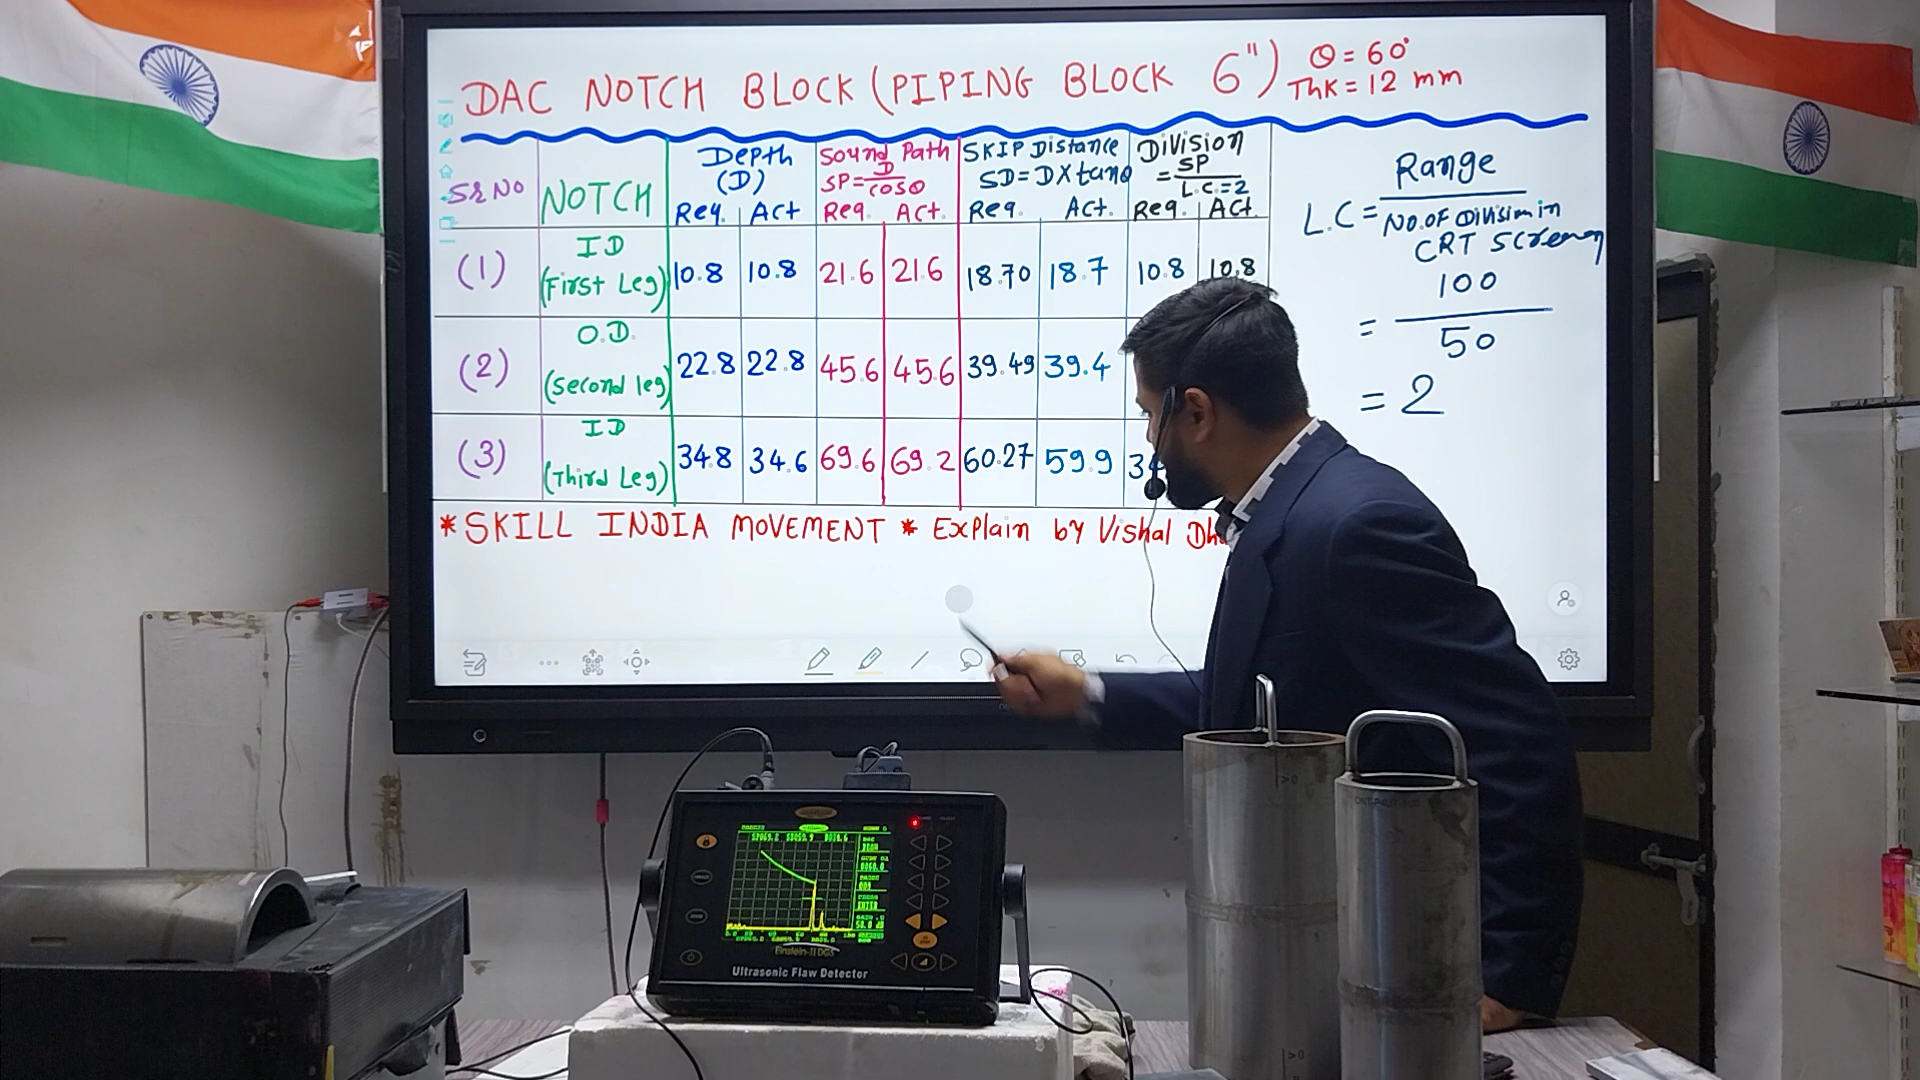 DAC NOTCH BLOCK (PIPING BLOCK 6") θ = 60°
Thk = 12 mm
Sr No NOTCH Depth (D) Sound Path SP = D/cosθ SKIP Distance SD = D X tanθ Division = SP/L.C. = 2
Req. Act Req. Act. Req. Act. Req. Act.
(1) ID (First Leg) 10.8 10.8 21.6 21.6 18.70 18.7 10.8 10.8
(2) O.D. (Second leg) 22.8 22.8 45.6 45.6 39.49 39.4
(3) ID (Third Leg) 34.8 34.6 69.6 69.2 60.27 59.9
* SKILL INDIA MOVEMENT * Explain by Vishal
L.C = Range
No. OF Division in
CRT Screen
= 100
50
= 2
Einstein-II DGS
Ultrasonic Flaw Detector